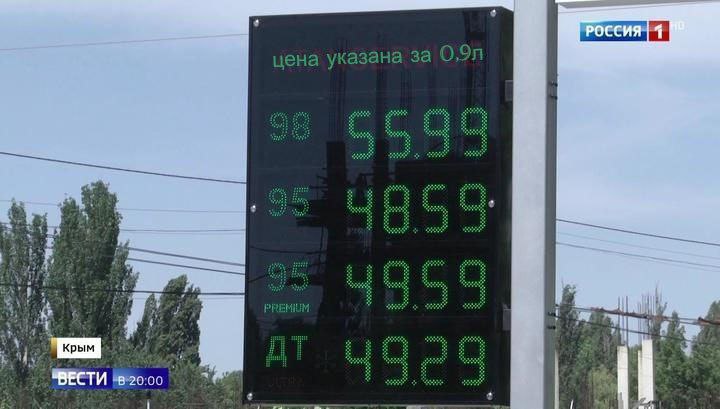 РОССИЯ 1 HD
цена указана за 0,9л
98 55.99
95 48.59
95 49.59
PREMIUM
ДТ 49.29
Крым
ВЕСТИ В 20:00